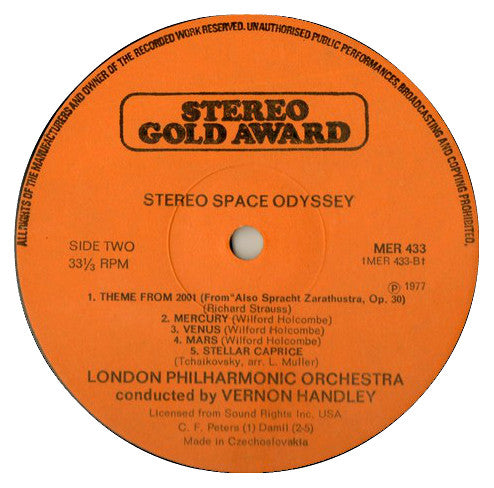 ALL RIGHTS OF THE MANUFACTURERS AND OWNER OF THE RECORDED WORK RESERVED. UNAUTHORISED PUBLIC PERFORMANCES, BROADCASTING AND COPYING PROHIBITED.
STEREO
GOLD AWARD
STEREO SPACE ODYSSEY
SIDE TWO
33⅓ RPM
MER 433
†MER 433-B†
℗ 1977
1. THEME FROM 2001 (From"Also Spracht Zarathustra, Op. 30)
(Richard Strauss)
2. MERCURY (Wilford Holcombe)
3. VENUS (Wilford Holcombe)
4. MARS (Wilford Holcombe)
5. STELLAR CAPRICE
(Tchaikovsky, arr. L. Muller)
LONDON PHILHARMONIC ORCHESTRA
conducted by VERNON HANDLEY
Licensed from Sound Rights Inc. USA
C. F. Peters (1) Damil (2-5)
Made in Czechoslovakia